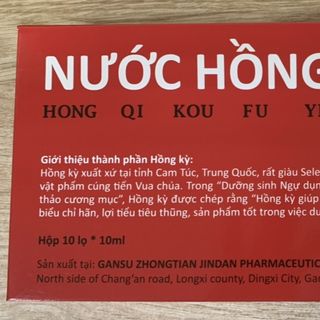 NƯỚC HỒNG
HONG QI KOU FU
Giới thiệu thành phần Hồng kỳ:
Hồng kỳ xuất xứ tại tỉnh Cam Túc, Trung Quốc, rất giàu
vật phẩm cúng tiến Vua chúa. Trong "Dưỡng sinh Ngự
thảo cương mục", Hồng kỳ được chép rằng "Hồng kỳ giúp
biểu chỉ hãn, lợi tiểu tiêu thũng, sản phẩm tốt trong việc
Hộp 10 lọ * 10ml
Sản xuất tại: GANSU ZHONGTIAN JINDAN
North side of Chang'an road, Longxi county, Dingxi City,